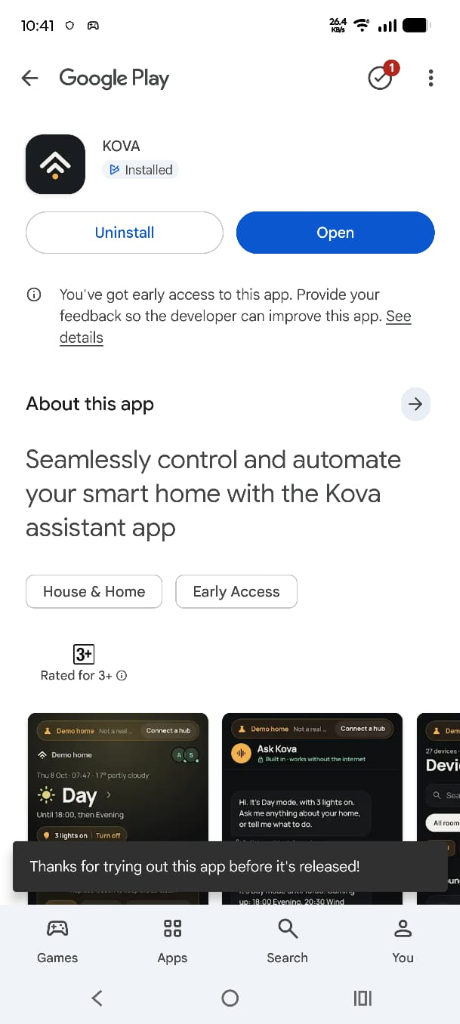 10:41
26.4
KB/s
Google Play
1
KOVA
Installed
Uninstall
Open
You've got early access to this app. Provide your
feedback so the developer can improve this app. See
details
About this app
Seamlessly control and automate
your smart home with the Kova
assistant app
House & Home
Early Access
3+
Rated for 3+
Demo home Not a real ... Connect a hub
Demo home
A S
Thu 8 Oct · 07:47 · 17° partly cloudy
Day
Until 18:00, then Evening
3 lights on Turn off
Demo home Not a real ... Connect a hub
Ask Kova
Built in · works without the internet
Hi. It's Day mode, with 3 lights on.
Ask me anything about your home,
or tell me what to do.
up: 18:00 Evening, 20:30 Wind
27 devices
All room
Thanks for trying out this app before it's released!
Games
Apps
Search
You